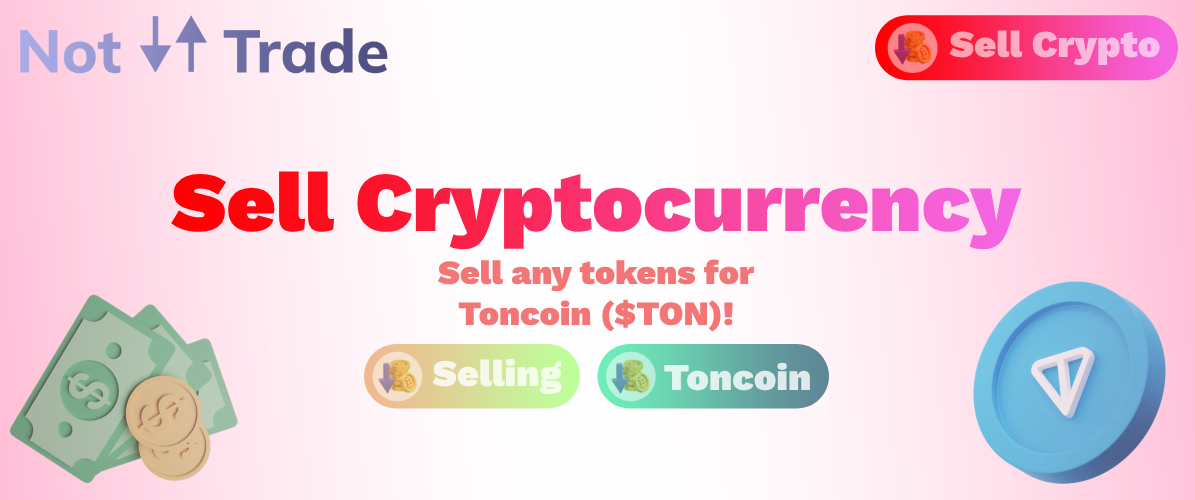 Not Trade
Sell Crypto
Sell Cryptocurrency
Sell any tokens for
Toncoin ($TON)!
Selling
Toncoin